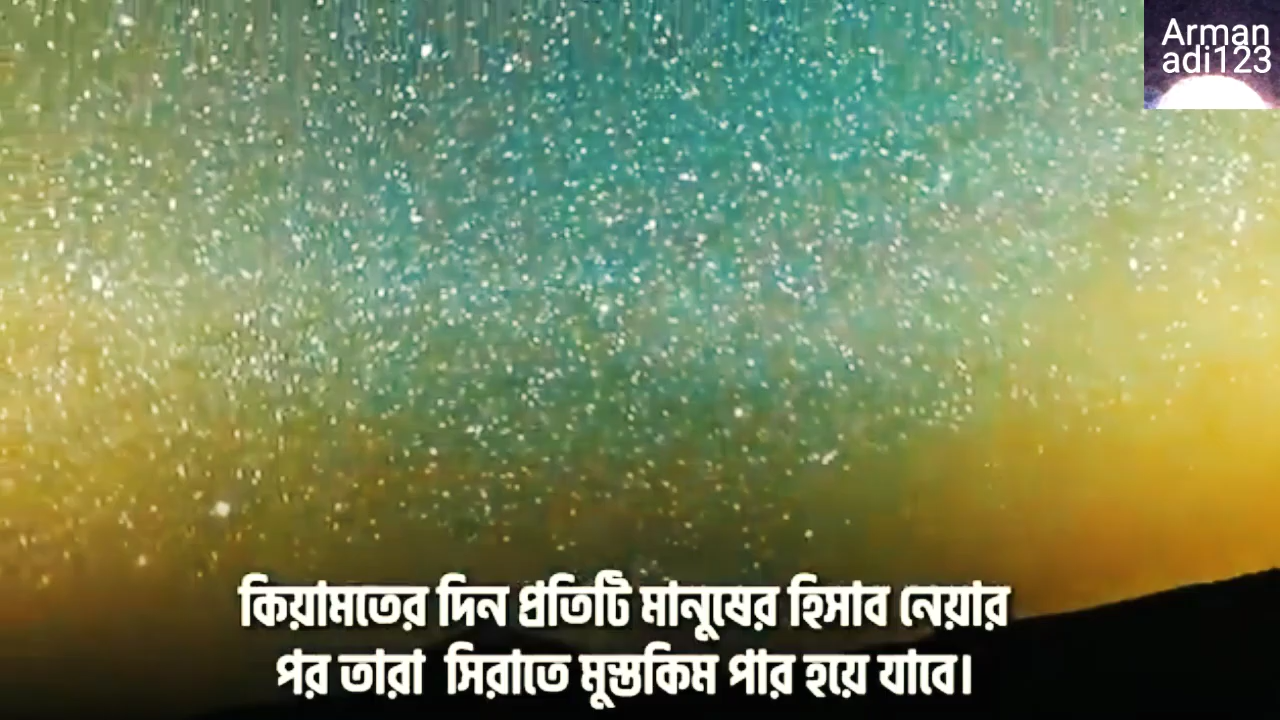 Arman
adi123
কিয়ামতের দিন প্রতিটি মানুষের হিসাব নেয়ার
পর তারা সিরাতে মুস্তকিম পার হয়ে যাবে।